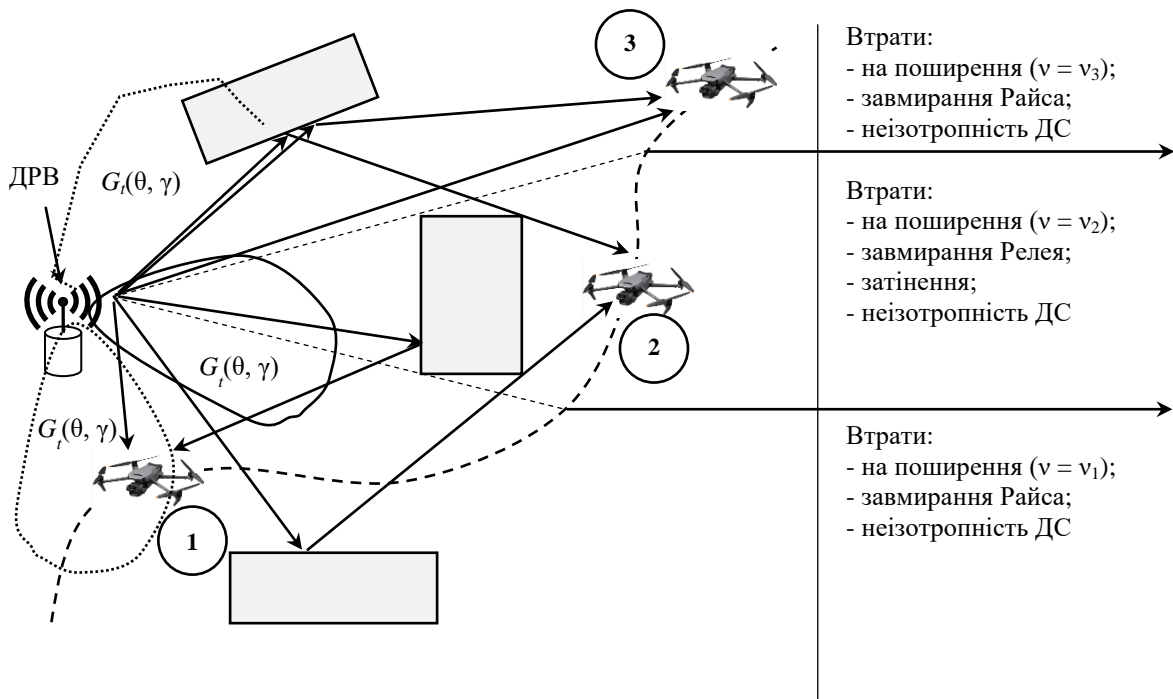 3
Втрати:
- на поширення (ν = ν₃);
- завмирання Райса;
- неізотропність ДС
ДРВ
Gₜ(θ, γ)
Втрати:
- на поширення (ν = ν₂);
- завмирання Релея;
- затінення;
- неізотропність ДС
2
Gₜ(θ, γ)
Gₜ(θ, γ)
Втрати:
- на поширення (ν = ν₁);
- завмирання Райса;
- неізотропність ДС
1